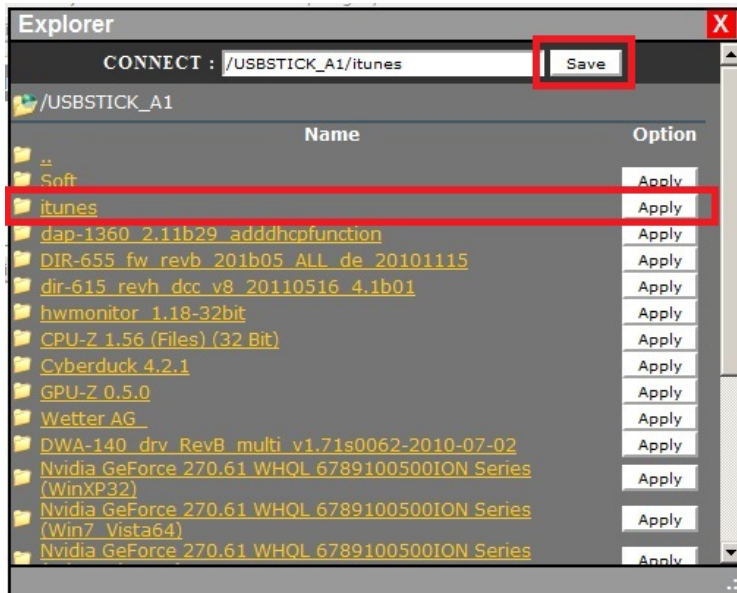 Explorer X
CONNECT : /USBSTICK_A1/itunes Save
/USBSTICK_A1
Name Option
..
Soft Apply
itunes Apply
dap-1360_2.11b29_adddhcpfunction Apply
DIR-655_fw_revb_201b05_ALL_de_20101115 Apply
dir-615_revh_dcc_v8_20110516_4.1b01 Apply
hwmonitor_1.18-32bit Apply
CPU-Z 1.56 (Files) (32 Bit) Apply
Cyberduck 4.2.1 Apply
GPU-Z 0.5.0 Apply
Wetter AG_ Apply
DWA-140_drv_RevB_multi_v1.71s0062-2010-07-02 Apply
Nvidia GeForce 270.61 WHQL 6789100500ION Series
(WinXP32) Apply
Nvidia GeForce 270.61 WHQL 6789100500ION Series
(Win7_Vista64) Apply
Nvidia GeForce 270.61 WHQL 6789100500ION Series
Apply